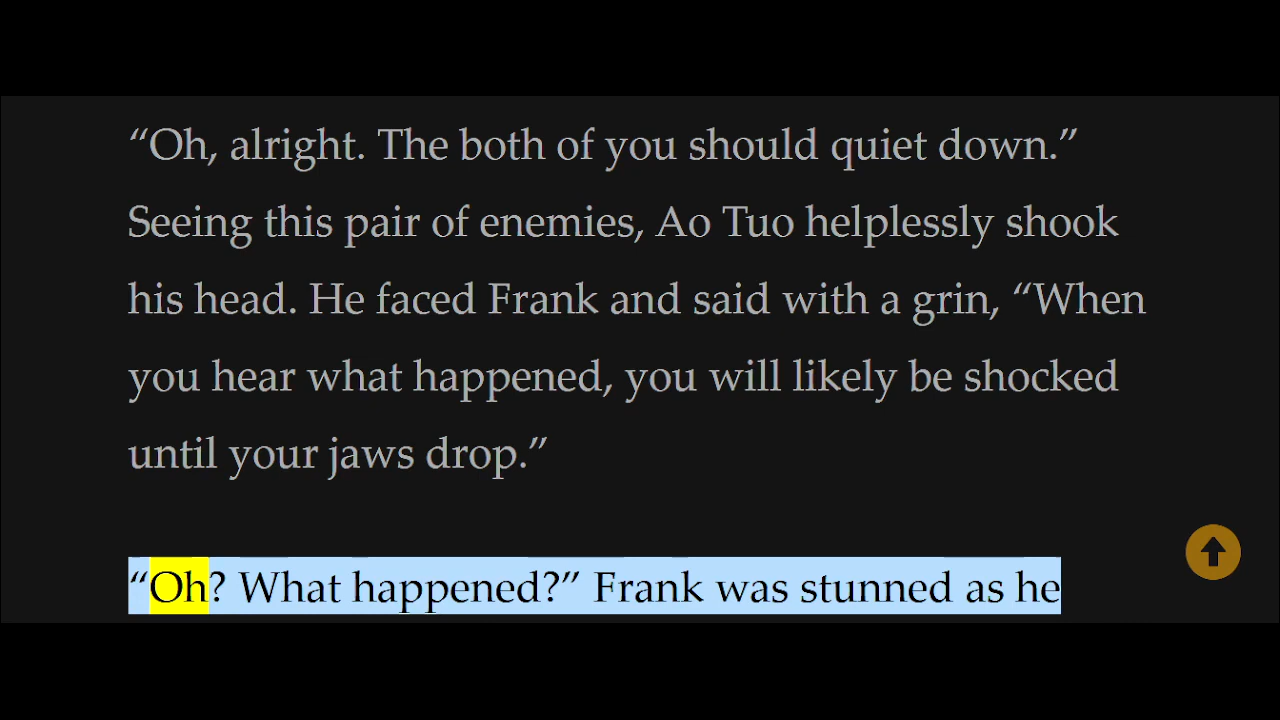 “Oh, alright. The both of you should quiet down.”
Seeing this pair of enemies, Ao Tuo helplessly shook
his head. He faced Frank and said with a grin, “When
you hear what happened, you will likely be shocked
until your jaws drop.”
“Oh? What happened?” Frank was stunned as he